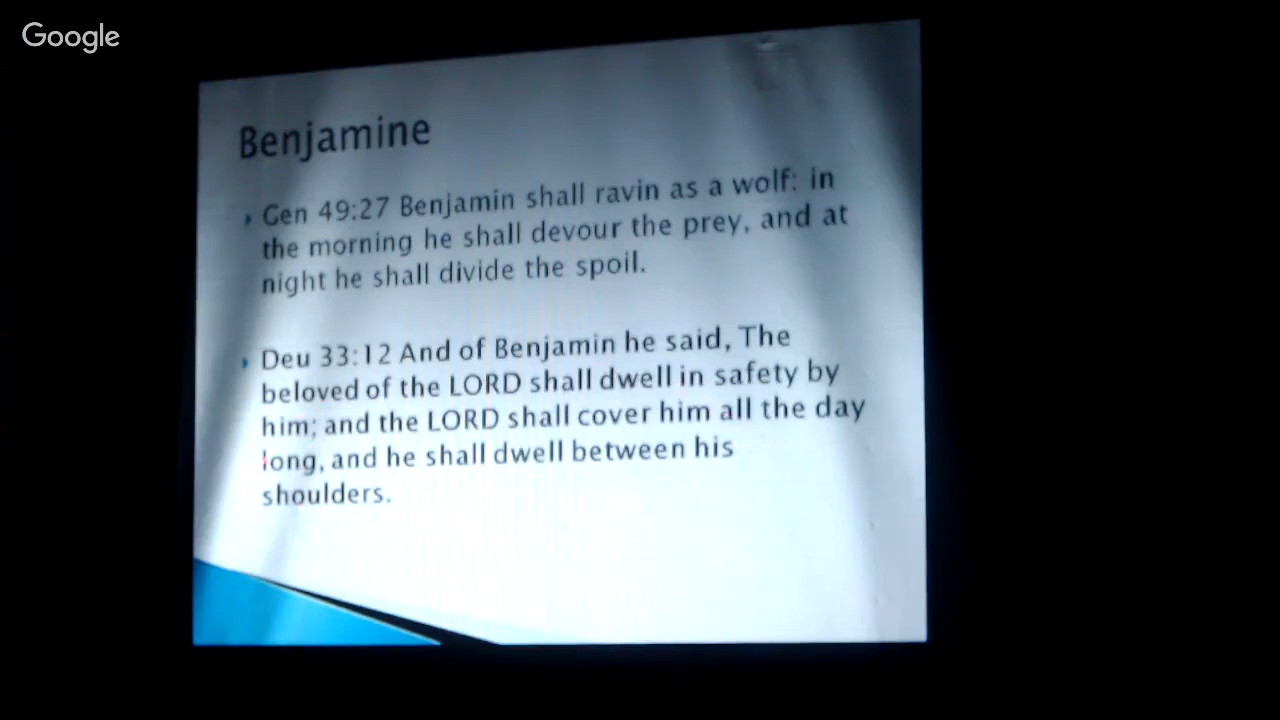 Google
Benjamine
Gen 49:27 Benjamin shall ravin as a wolf: in
the morning he shall devour the prey, and at
night he shall divide the spoil.
Deu 33:12 And of Benjamin he said, The
beloved of the LORD shall dwell in safety by
him; and the LORD shall cover him all the day
long, and he shall dwell between his
shoulders.